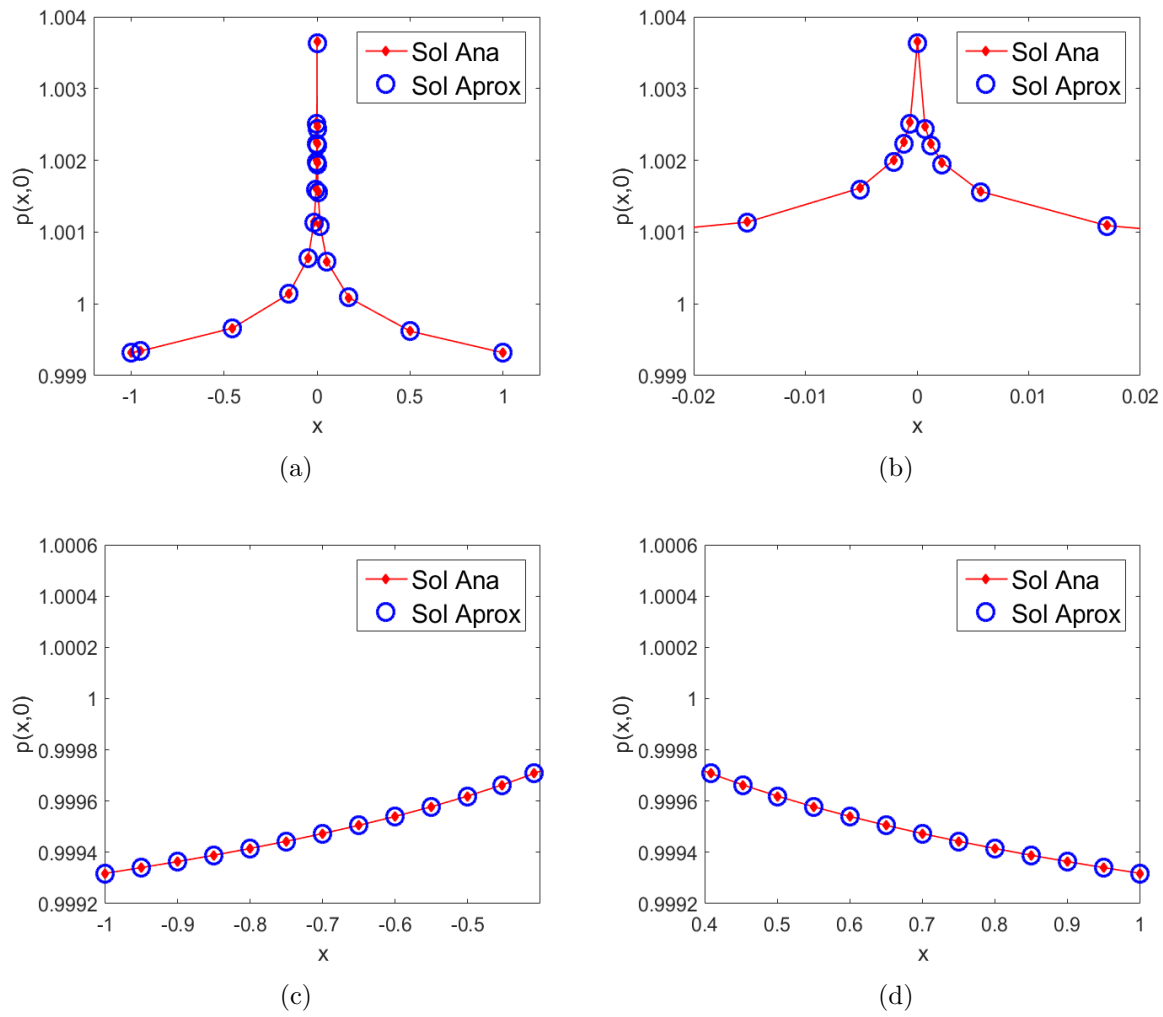 1.004
1.003
1.002
1.001
1
0.999
p(x,0)
Sol Ana
Sol Aprox
-1 -0.5 0 0.5 1
x
(a)
1.004
1.003
1.002
1.001
1
0.999
p(x,0)
Sol Ana
Sol Aprox
-0.02 -0.01 0 0.01 0.02
x
(b)
1.0006
1.0004
1.0002
1
0.9998
0.9996
0.9994
0.9992
p(x,0)
Sol Ana
Sol Aprox
-1 -0.9 -0.8 -0.7 -0.6 -0.5
x
(c)
1.0006
1.0004
1.0002
1
0.9998
0.9996
0.9994
0.9992
p(x,0)
Sol Ana
Sol Aprox
0.4 0.5 0.6 0.7 0.8 0.9 1
x
(d)